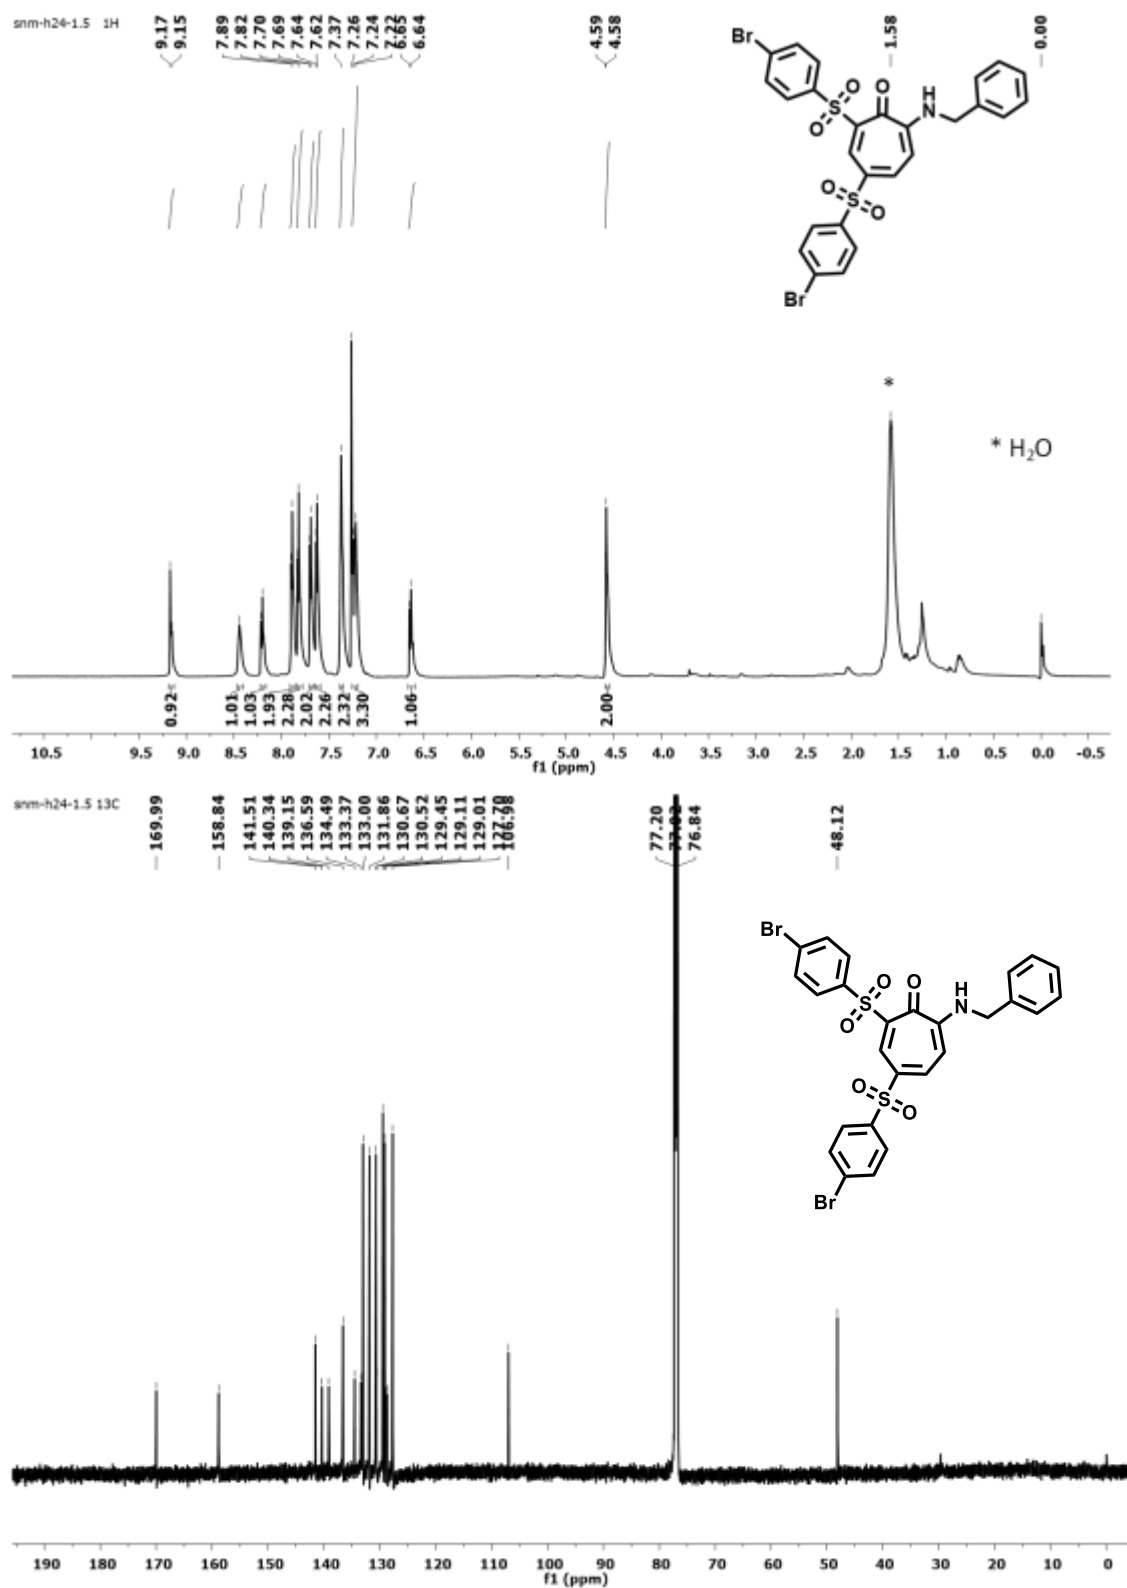 snm-h24-1.5 1H
9.17
9.15
7.89
7.82
7.70
7.69
7.64
7.62
7.37
7.26
7.24
7.22
6.65
6.64
4.59
4.58
1.58
0.00
Br
O
O
H
N
S
O
O
S
O
Br
*
* H₂O
0.92
1.01
1.03
1.93
2.28
2.02
2.26
2.32
3.30
1.06
2.00
10.5 9.5 9.0 8.5 8.0 7.5 7.0 6.5 6.0 5.5 5.0 4.5 4.0 3.5 3.0 2.5 2.0 1.5 1.0 0.5 0.0 -0.5
f1 (ppm)
snm-h24-1.5 13C
169.99
158.84
141.51
140.34
139.15
136.59
134.49
133.37
133.00
131.86
130.67
130.52
129.45
129.11
129.01
127.70
106.98
77.20
77.02
76.84
48.12
Br
O
O
H
N
S
O
O
S
O
Br
190 180 170 160 150 140 130 120 110 100 90 80 70 60 50 40 30 20 10 0
f1 (ppm)